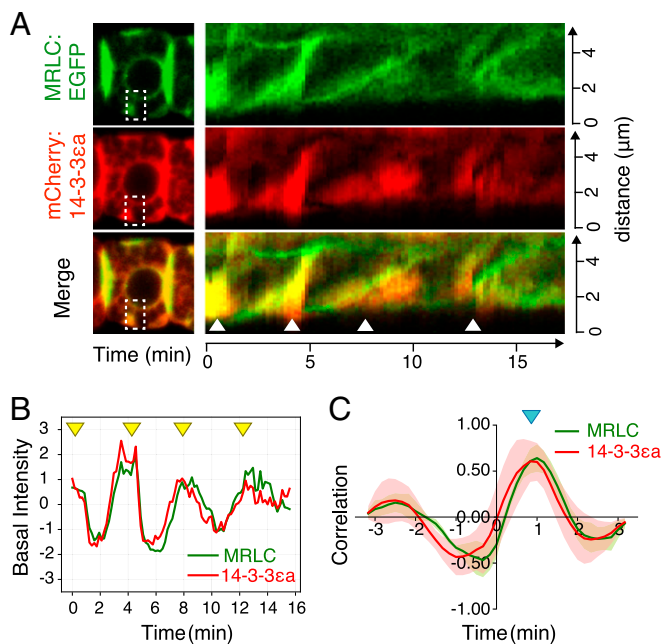 A
MRLC:
EGFP
mCherry:
14-3-3εa
Merge
0 2 4
0 2 4
0 2 4
distance (μm)
Time (min)
0 5 10 15
B
3
2
1
0
-1
-2
-3
Basal Intensity
MRLC
14-3-3εa
0 2 4 6 8 10 12 14 16
Time (min)
C
1.00
0.50
-0.50
-1.00
Correlation
MRLC
14-3-3εa
-3 -2 -1 0 1 2 3
Time (min)